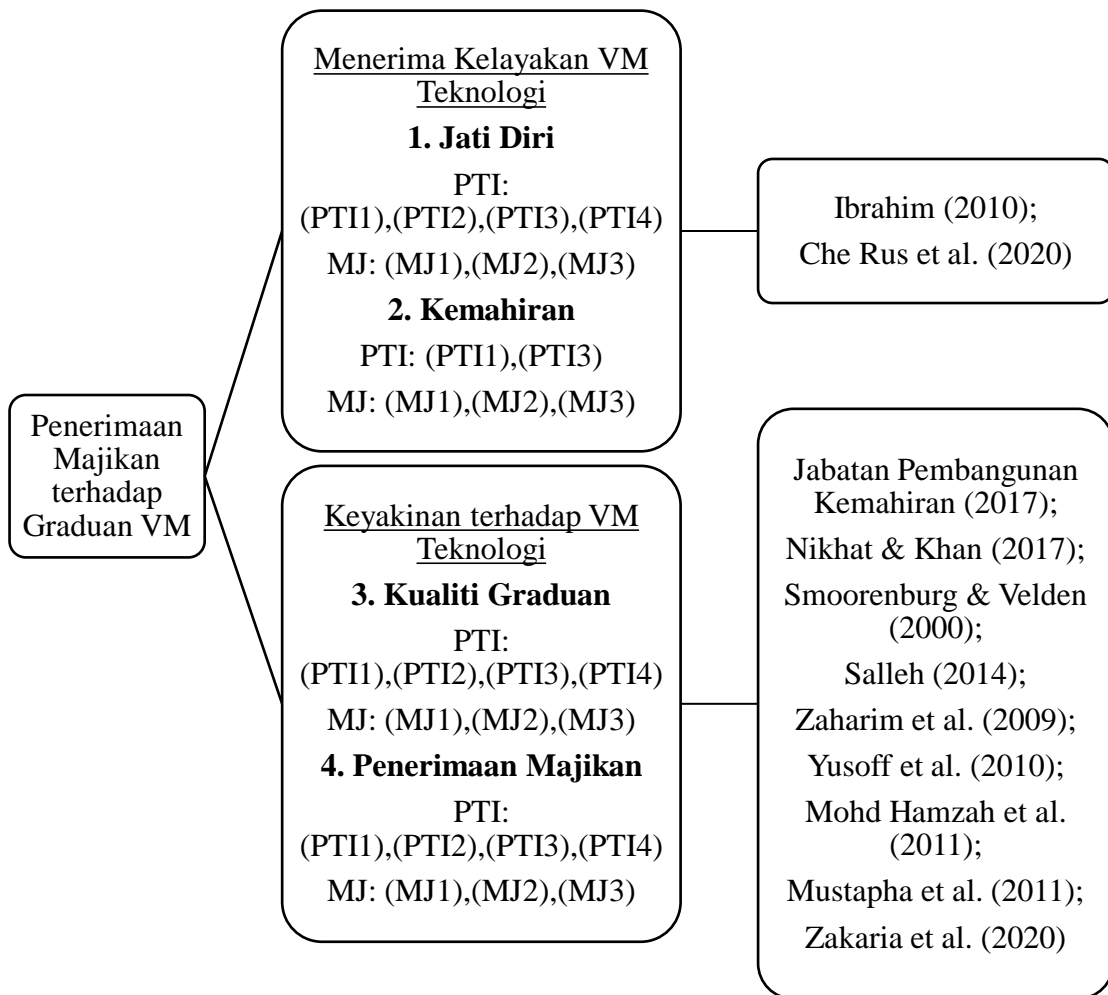 Penerimaan
Majikan
terhadap
Graduan VM
Menerima Kelayakan VM
Teknologi
1. Jati Diri
PTI:
(PTI1),(PTI2),(PTI3),(PTI4)
MJ: (MJ1),(MJ2),(MJ3)
2. Kemahiran
PTI: (PTI1),(PTI3)
MJ: (MJ1),(MJ2),(MJ3)
Ibrahim (2010);
Che Rus et al. (2020)
Keyakinan terhadap VM
Teknologi
3. Kualiti Graduan
PTI:
(PTI1),(PTI2),(PTI3),(PTI4)
MJ: (MJ1),(MJ2),(MJ3)
4. Penerimaan Majikan
PTI:
(PTI1),(PTI2),(PTI3),(PTI4)
MJ: (MJ1),(MJ2),(MJ3)
Jabatan Pembangunan
Kemahiran (2017);
Nikhat & Khan (2017);
Smoorenburg & Velden
(2000);
Salleh (2014);
Zaharim et al. (2009);
Yusoff et al. (2010);
Mohd Hamzah et al.
(2011);
Mustapha et al. (2011);
Zakaria et al. (2020)